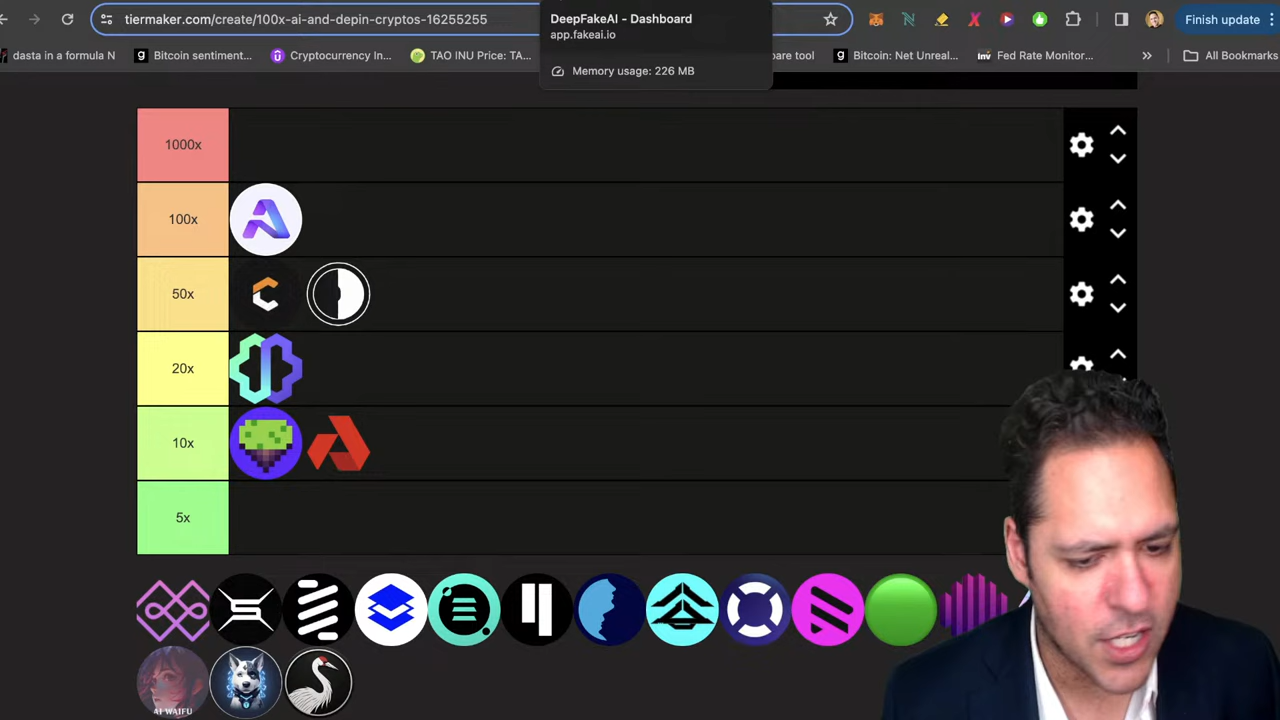 tiermaker.com/create/100x-ai-and-depin-cryptos-16255255
DeepFakeAI - Dashboard
app.fakeai.io
Memory usage: 226 MB
Finish update
dasta in a formula N
Bitcoin sentiment...
Cryptocurrency In...
TAO INU Price: TA...
pare tool
Bitcoin: Net Unreal...
inv
Fed Rate Monitor...
»
All Bookmarks
1000x
100x
50x
20x
10x
5x
AI WAIFU